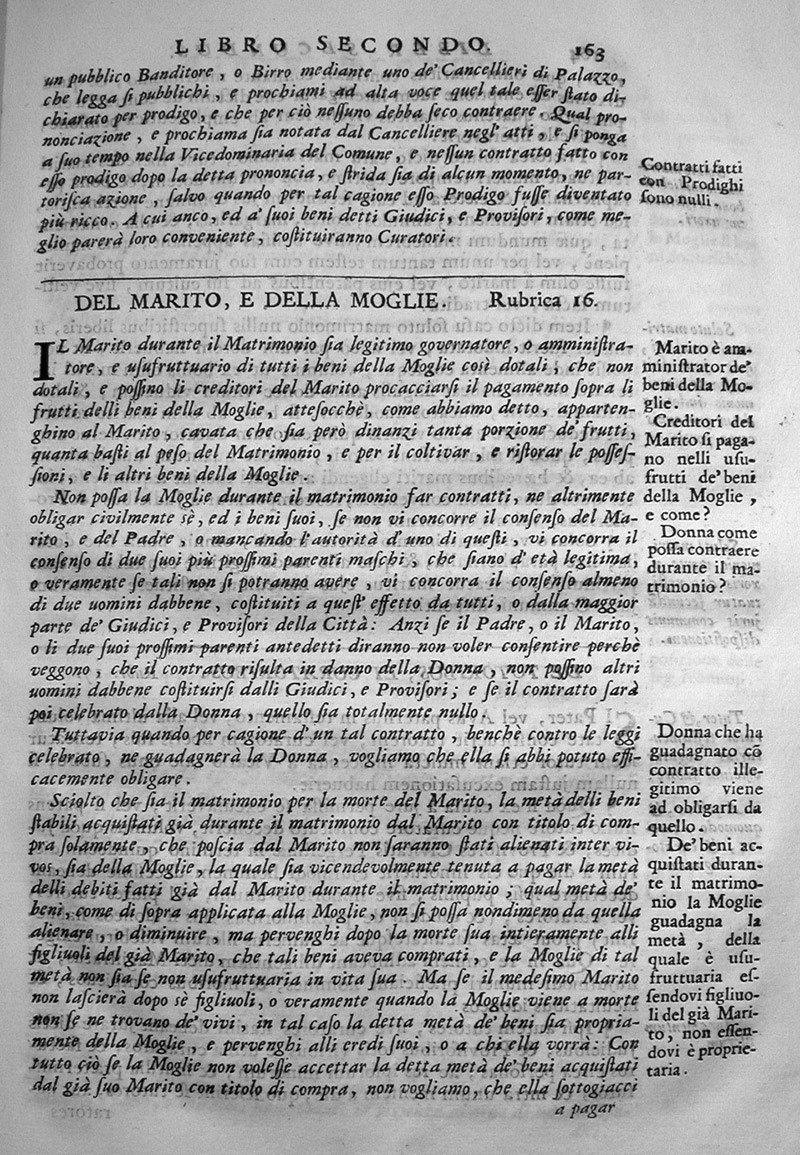 LIBRO SECONDO. 163
un pubblico Banditore, o Birro mediante uno de' Cancellieri di Palazzo,
che legga ſi pubblichi, e prochiami ad alta voce quel tale eſſer ſtato di-
chiarato per prodigo, e che per ciò neſſuno debba ſeco contraere. Qual pro-
nonciazione, e prochiama ſia notata dal Cancelliere negl' atti, e ſi ponga
a ſuo tempo nella Vicedominaria del Comune, e neſſun contratto fatto con
eſſo prodigo dopo la detta prononcia, e ſtrida ſia di alcun momento, ne par-
toriſca azione, ſalvo quando per tal cagione eſſo Prodigo fuſſe diventato
più ricco. A cui anco, ed a' ſuoi beni detti Giudici, e Proviſori, come me-
glio parerà loro conveniente, coſtituiranno Curatori.
Contratti fatti
con Prodighi
ſono nulli.
DEL MARITO, E DELLA MOGLIE. Rubrica 16.
IL Marito durante il Matrimonio ſia legitimo governatore, o amminiſtra-
tore, e uſufruttuario di tutti i beni della Moglie così dotali, che non
dotali, e poſſino li creditori del Marito procacciarſi il pagamento ſopra li
frutti delli beni della Moglie, atteſocchè, come abbiamo detto, apparten-
ghino al Marito, cavata che ſia però dinanzi tanta porzione de' frutti,
quanta baſti al peſo del Matrimonio, e per il coltivar, e riſtorar le poſſeſ-
ſioni, e li altri beni della Moglie.
Non poſſa la Moglie durante il matrimonio far contratti, ne altrimente
obligar civilmente sè, ed i beni ſuoi, ſe non vi concorre il conſenſo del Ma-
rito, e del Padre, o mancando l'autorità d'uno di queſti, vi concorra il
conſenſo di due ſuoi più proſſimi parenti maſchi, che ſiano d'età legitima,
o veramente ſe tali non ſi potranno avere, vi concorra il conſenſo almeno
di due uomini dabbene, coſtituiti a queſt' effetto da tutti, o dalla maggior
parte de' Giudici, e Proviſori della Città: Anzi ſe il Padre, o il Marito,
o li due ſuoi proſſimi parenti antedetti diranno non voler conſentire perchè
veggono, che il contratto riſulta in danno della Donna, non poſſino altri
uomini dabbene coſtituirſi dalli Giudici, e Proviſori; e ſe il contratto ſarà
poi celebrato dalla Donna, quello ſia totalmente nullo.
Tuttavia quando per cagione d'un tal contratto, benchè contro le leggi
celebrato, ne guadagnerà la Donna, vogliamo che ella ſi abbi potuto effi-
cacemente obligare.
Sciolto che ſia il matrimonio per la morte del Marito, la metà delli beni
ſtabili acquiſtati già durante il matrimonio dal Marito con titolo di com-
pra ſolamente, che poſcia dal Marito non ſaranno ſtati alienati inter vi-
vos, ſia della Moglie, la quale ſia vicendevolmente tenuta a pagar la metà
delli debiti fatti già dal Marito durante il matrimonio; qual metà de'
beni, come di ſopra applicata alla Moglie, non ſi poſſa nondimeno da quella
alienare, o diminuire, ma pervenghi dopo la morte ſua intieramente alli
figliuoli del già Marito, che tali beni aveva comprati, e la Moglie di tal
metà non ſia ſe non uſufruttuaria in vita ſua. Ma ſe il medeſimo Marito
non laſcierà dopo sè figliuoli, o veramente quando la Moglie viene a morte
non ſe ne trovano de' vivi, in tal caſo la detta metà de' beni ſia propria-
mente della Moglie, e pervenghi alli eredi ſuoi, o a chi ella vorrà: Con
tutto ciò ſe la Moglie non voleſſe accettar la detta metà de' beni acquiſtati
dal già ſuo Marito con titolo di compra, non vogliamo, che ella ſottogiacci
a pagar
Marito è am-
miniſtrator de'
beni della Mo-
glie.
Creditori del
Marito ſi paga-
no nelli uſu-
frutti de' beni
della Moglie,
e come?
Donna come
poſſa contraere
durante il ma-
trimonio?
Donna che ha
guadagnato cõ
contratto ille-
gitimo viene
ad obligarſi da
quello.
De' beni ac-
quiſtati duran-
te il matrimo-
nio la Moglie
guadagna la
metà, della
quale è uſu-
fruttuaria eſ-
ſendovi figliuo-
li del già Mari-
to, non eſſen-
dovi è proprie-
taria.